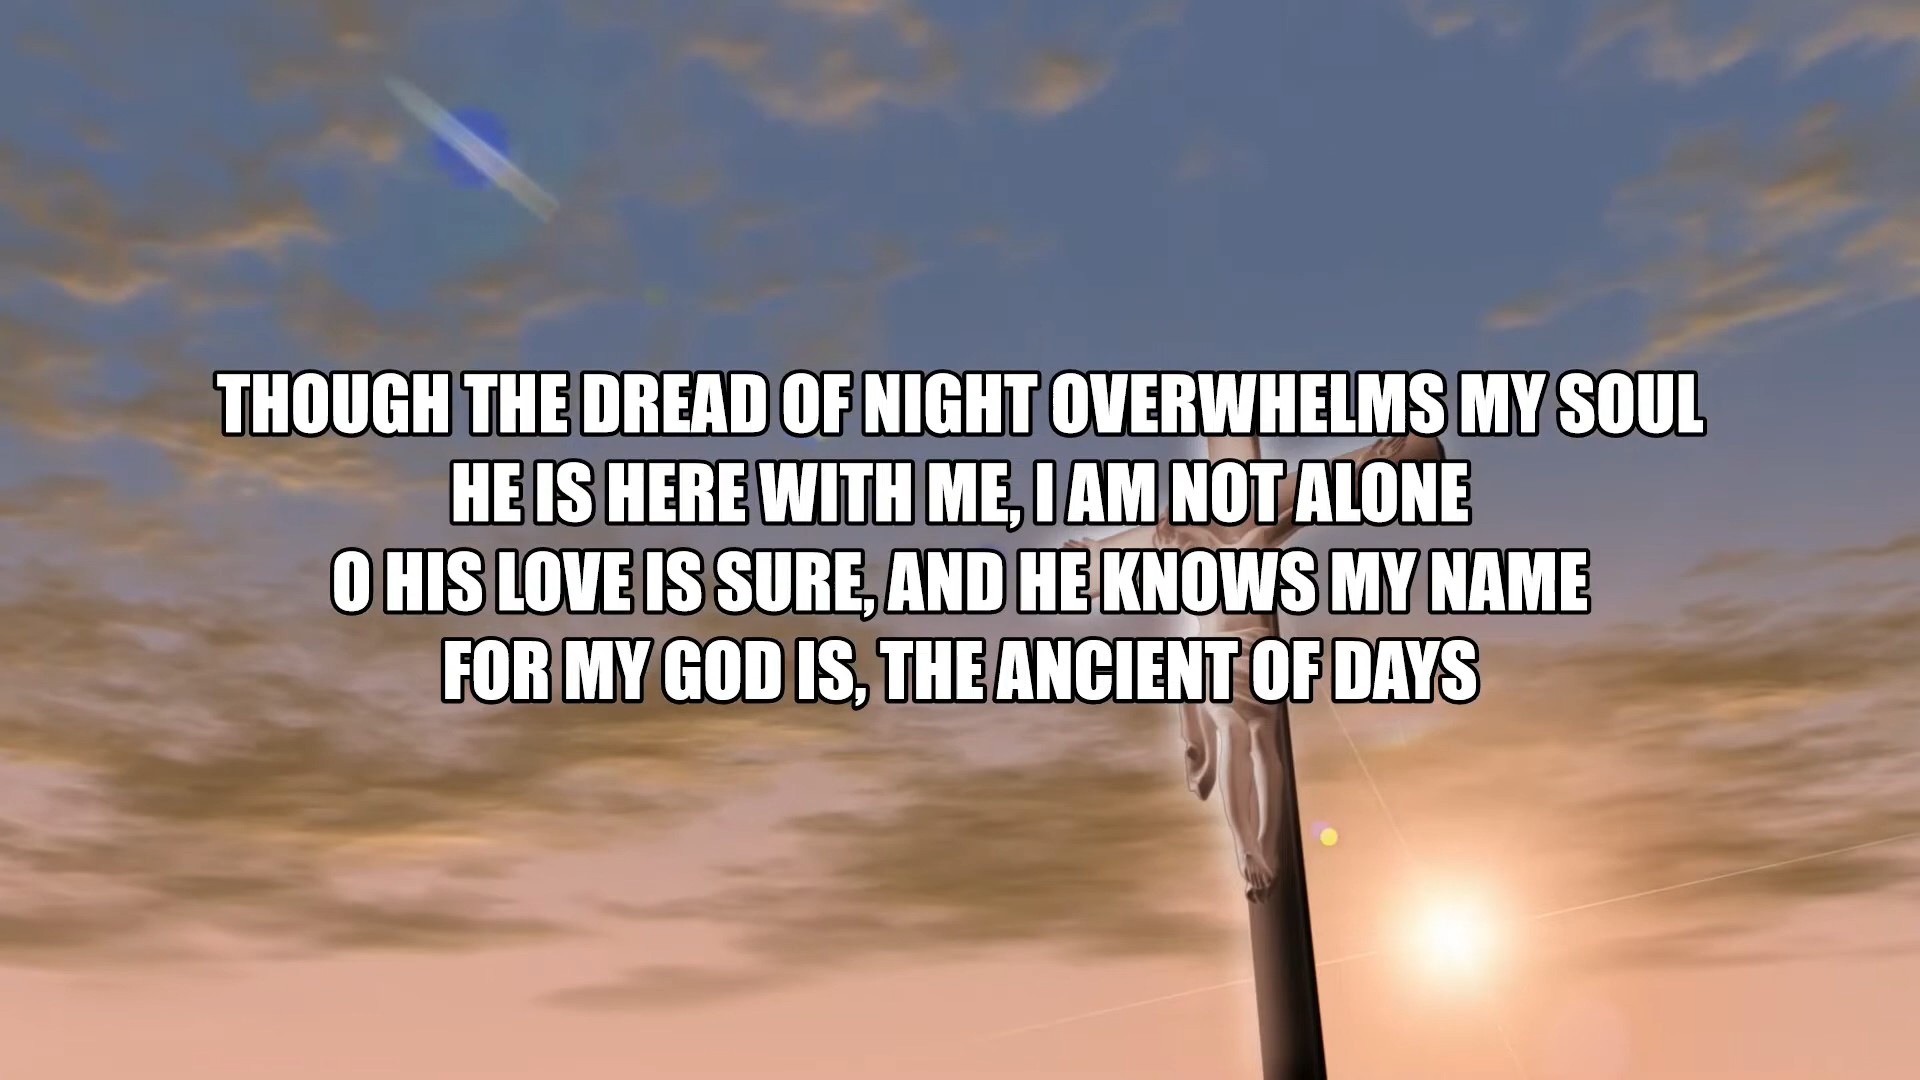 THOUGH THE DREAD OF NIGHT OVERWHELMS MY SOUL
HE IS HERE WITH ME, I AM NOT ALONE
O HIS LOVE IS SURE, AND HE KNOWS MY NAME
FOR MY GOD IS, THE ANCIENT OF DAYS